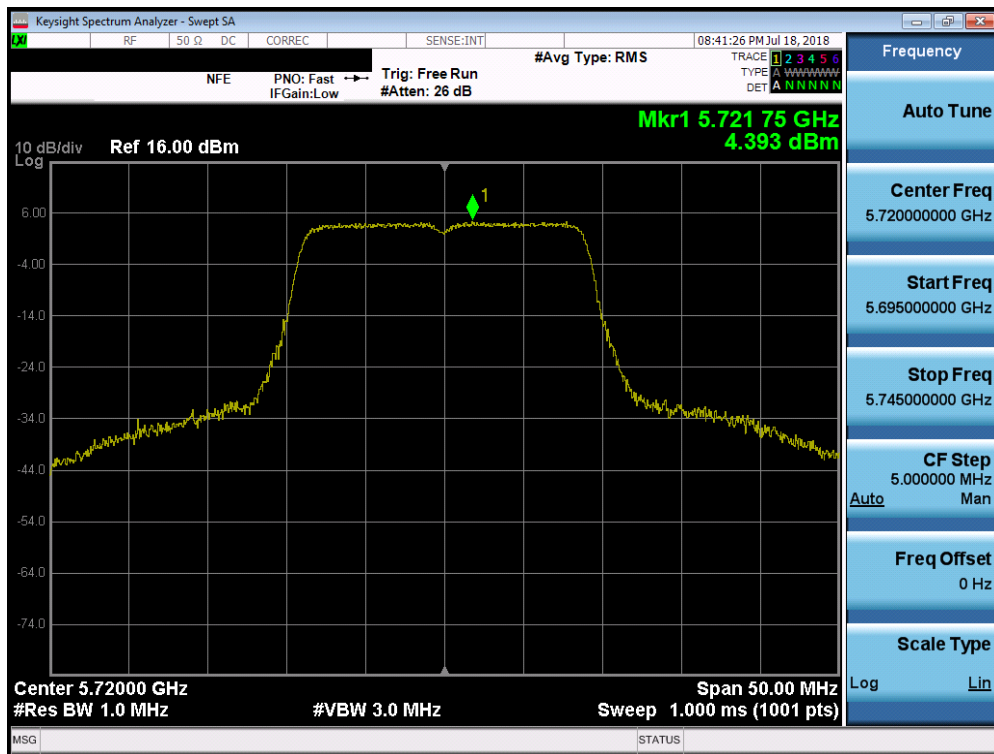 Keysight Spectrum Analyzer - Swept SA
LXI
RF
50 Ω
DC
CORREC
SENSE:INT
08:41:26 PM Jul 18, 2018
NFE
PNO: Fast
IFGain:Low
Trig: Free Run
#Atten: 26 dB
#Avg Type: RMS
TRACE 1 2 3 4 5 6
TYPE A WWWWW
DET A N N N N N
Mkr1 5.721 75 GHz
4.393 dBm
10 dB/div
Log
Ref 16.00 dBm
1
6.00
-4.00
-14.0
-24.0
-34.0
-44.0
-54.0
-64.0
-74.0
Center 5.72000 GHz
Span 50.00 MHz
#Res BW 1.0 MHz
#VBW 3.0 MHz
Sweep 1.000 ms (1001 pts)
MSG
STATUS
Frequency
Auto Tune
Center Freq
5.720000000 GHz
Start Freq
5.695000000 GHz
Stop Freq
5.745000000 GHz
CF Step
5.000000 MHz
Auto Man
Freq Offset
0 Hz
Scale Type
Log Lin